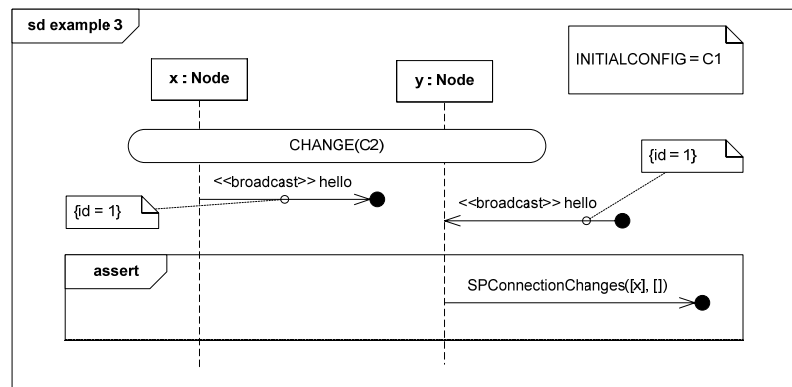 sd example 3
INITIALCONFIG = C1
x : Node
y : Node
CHANGE(C2)
{id = 1}
<<broadcast>> hello
<<broadcast>> hello
{id = 1}
assert
SPConnectionChanges([x], [])